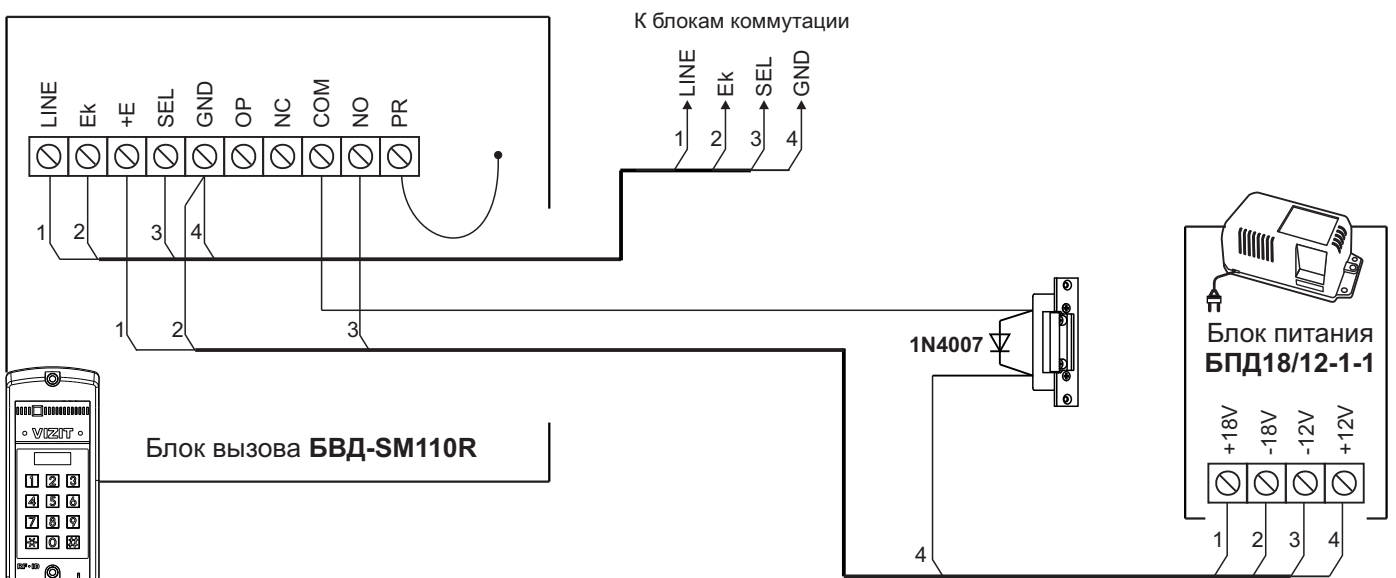 К блокам коммутации
LINE
Ek
SEL
GND
1
2
3
4
LINE
Ek
+E
SEL
GND
OP
NC
COM
NO
PR
1
2
3
4
1
2
3
1N4007
4
Блок питания
БПД18/12-1-1
+18V
-18V
-12V
+12V
1
2
3
4
Блок вызова БВД-SM110R
VIZIT
1 2 3
4 5 6
7 8 9
0
RF-ID